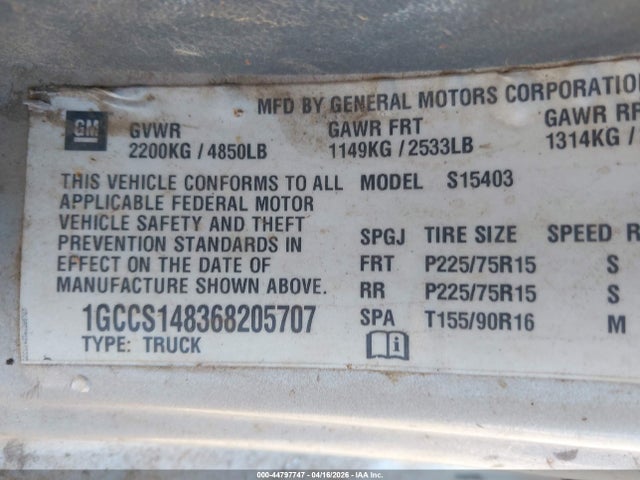 MFD BY GENERAL MOTORS CORPORATION
GM
GVWR GAWR FRT GAWR RR
2200KG / 4850LB 1149KG / 2533LB 1314KG /
THIS VEHICLE CONFORMS TO ALL MODEL S15403
APPLICABLE FEDERAL MOTOR
VEHICLE SAFETY AND THEFT
PREVENTION STANDARDS IN SPGJ TIRE SIZE SPEED R
EFFECT ON THE DATE OF FRT P225/75R15 S
MANUFACTURE SHOWN ABOVE. RR P225/75R15 S
1GCCS148368205707 SPA T155/90R16 M
TYPE: TRUCK
000-44797747 | 04/16/2026 - IAA Inc.